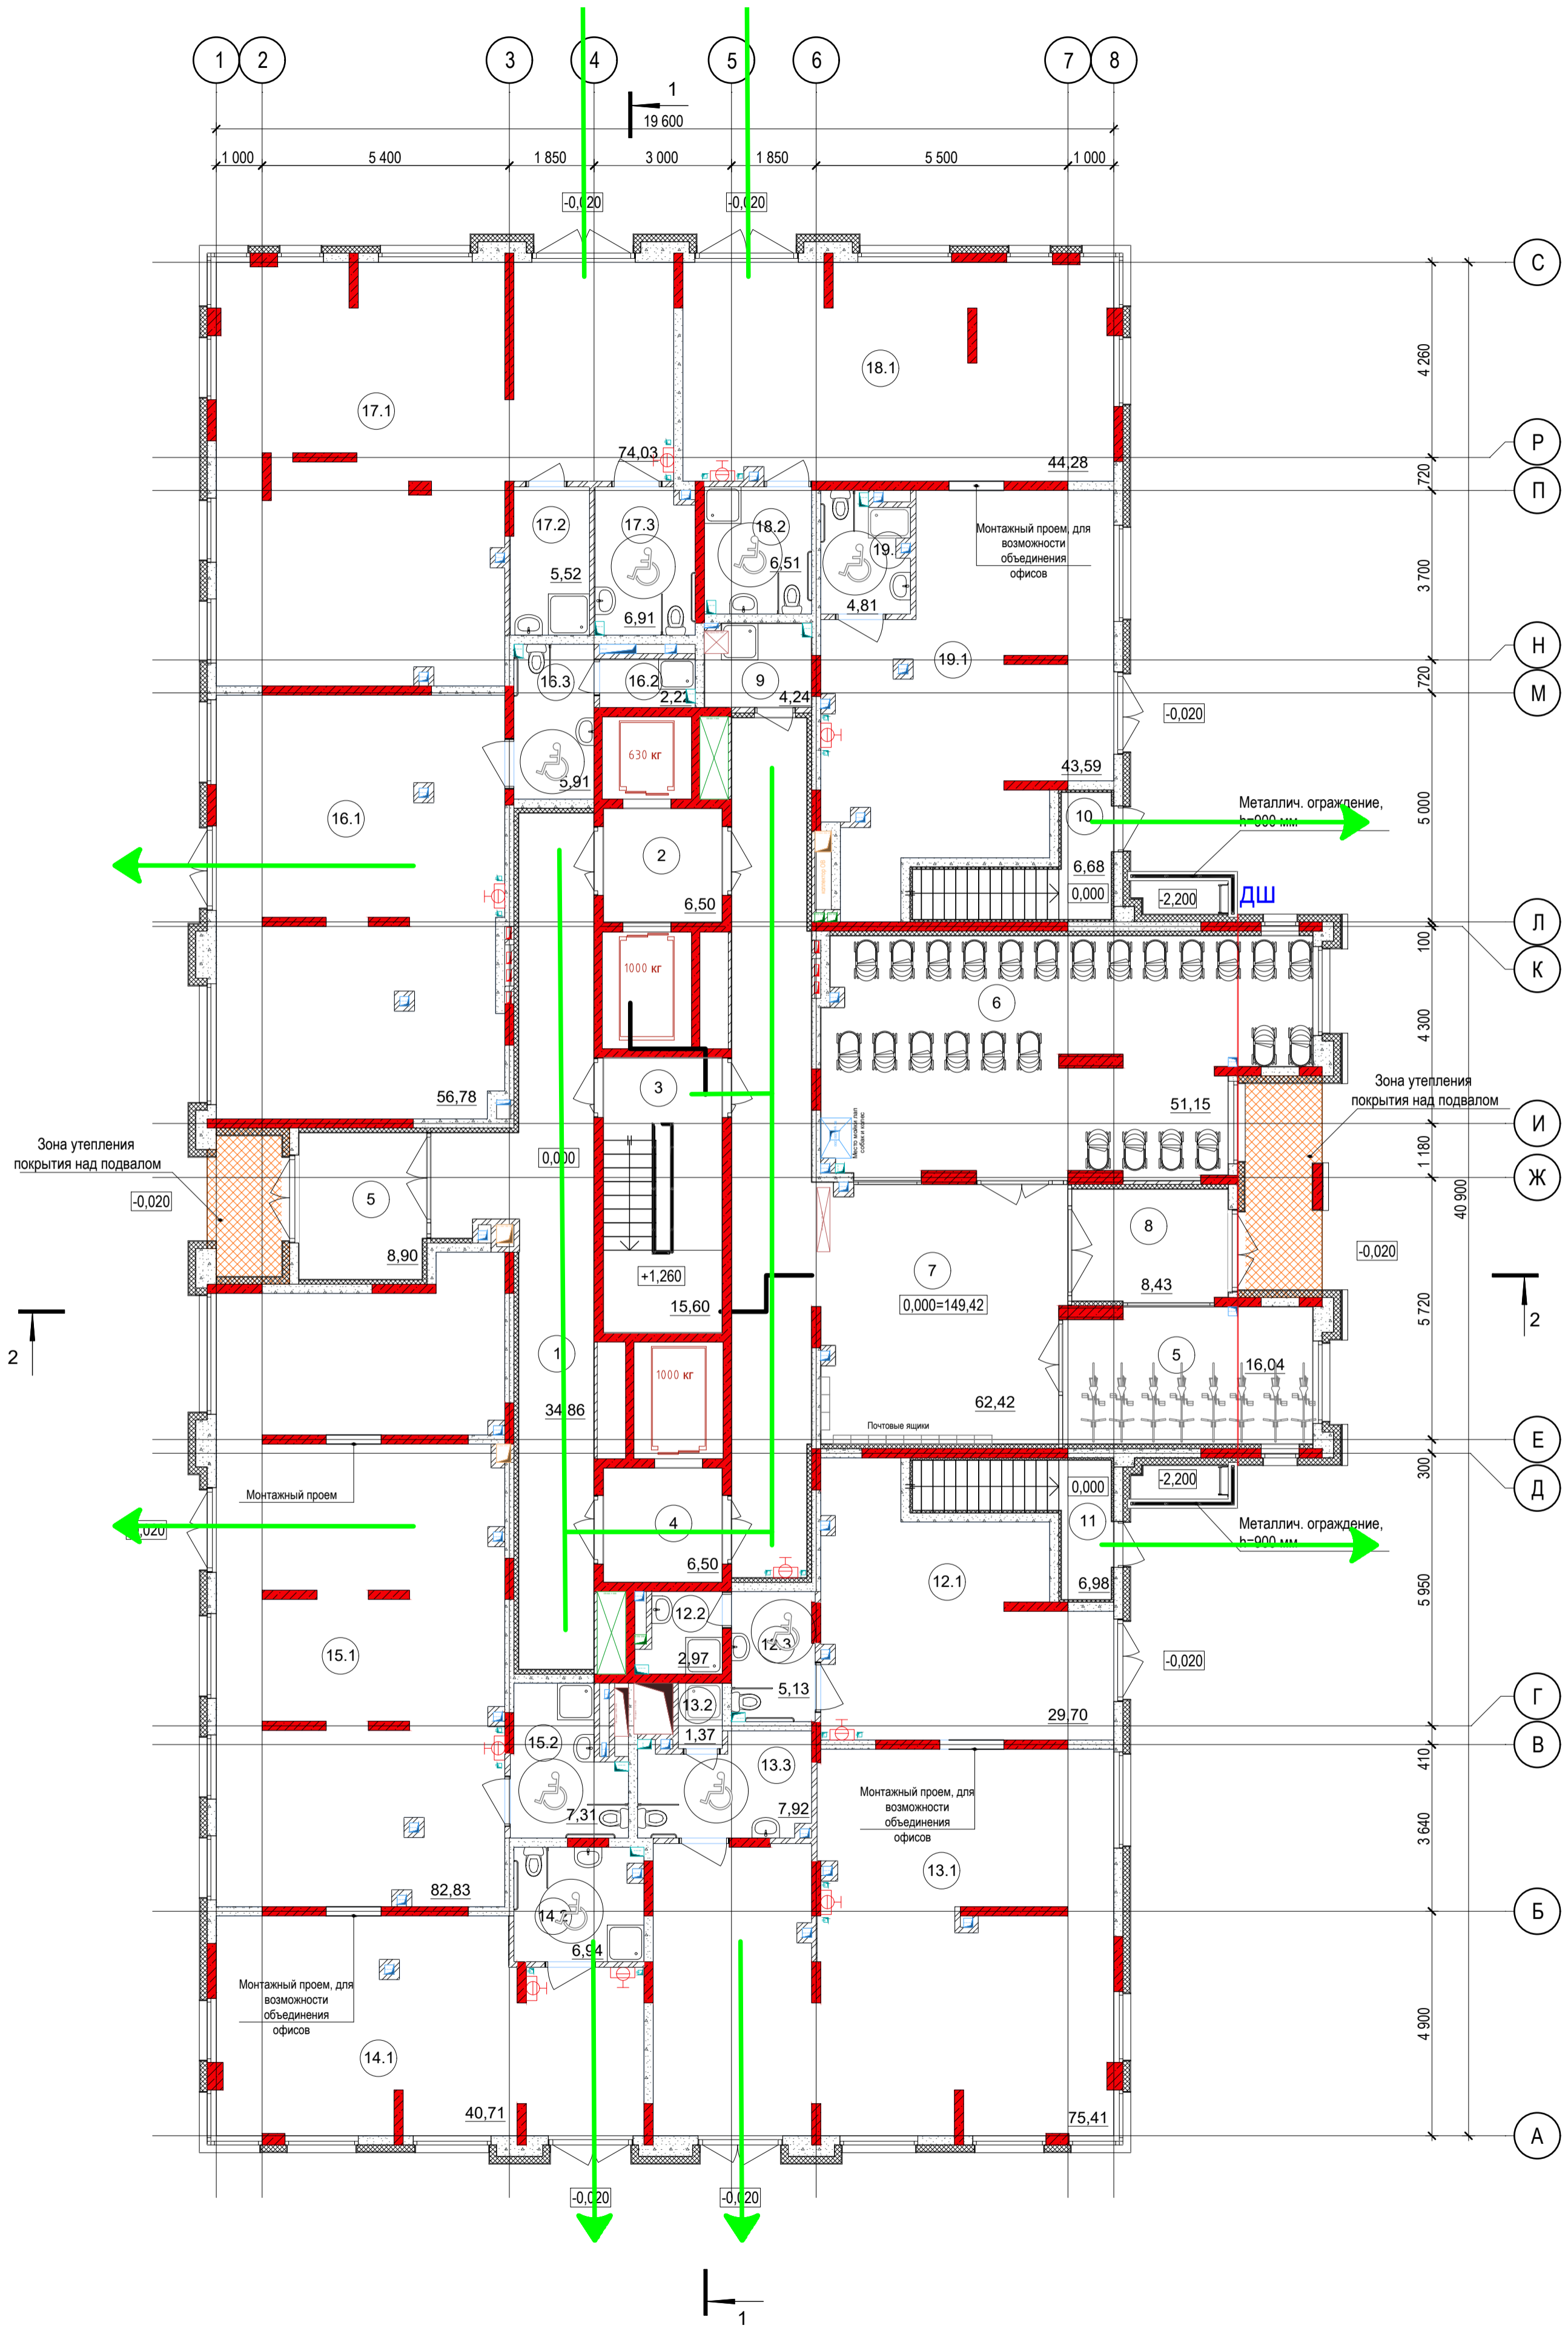 1 2 3 4 5 6 7 8
1
19 600
1 000 5 400 1 850 3 000 1 850 5 500 1 000
-0,020 -0,020
С
4 260
18.1
17.1
Р
74,03 44,28
720
П
17.2 17.3 18.2
Монтажный проем, для
возможности
объединения
офисов
19.
6,51
5,52
3 700
4,81
6,91
Н
19.1
16.3 16.2 9
720
2,22 4,24
М
-0,020
630 кг
43,59
5,91
Металлич. ограждение,
h=900 мм
16.1
10
5 000
2
6,68
0,000
-2,200
ДШ
6,50
Л
100
К
1000 кг
6
4 300
Зона утепления
покрытия над подвалом
3
56,78
51,15
И
Место мойки лап
собак и колес
Зона утепления
покрытия над подвалом
0,000
1 180
Ж
-0,020
5
40 900
8
8,90
-0,020
7
+1,260
8,43
0,000=149,42
15,60
2 2
5 720
1
5
16,04
1000 кг
34,86
62,42
Почтовые ящики
Е
300
Д
-2,200
0,000
Монтажный проем
4
11
Металлич. ограждение,
h=900 мм
-0,020
6,50
12.1
6,98
5 950
12.2
12.3
15.1
2,97
-0,020
5,13
Г
13.2
29,70
1,37
15.2
В
13.3
410
Монтажный проем, для
возможности
объединения
офисов
7,31 7,92
3 640
13.1
82,83
14.2
Б
6,94
Монтажный проем, для
возможности
объединения
офисов
4 900
14.1
40,71 75,41
А
-0,020 -0,020
1